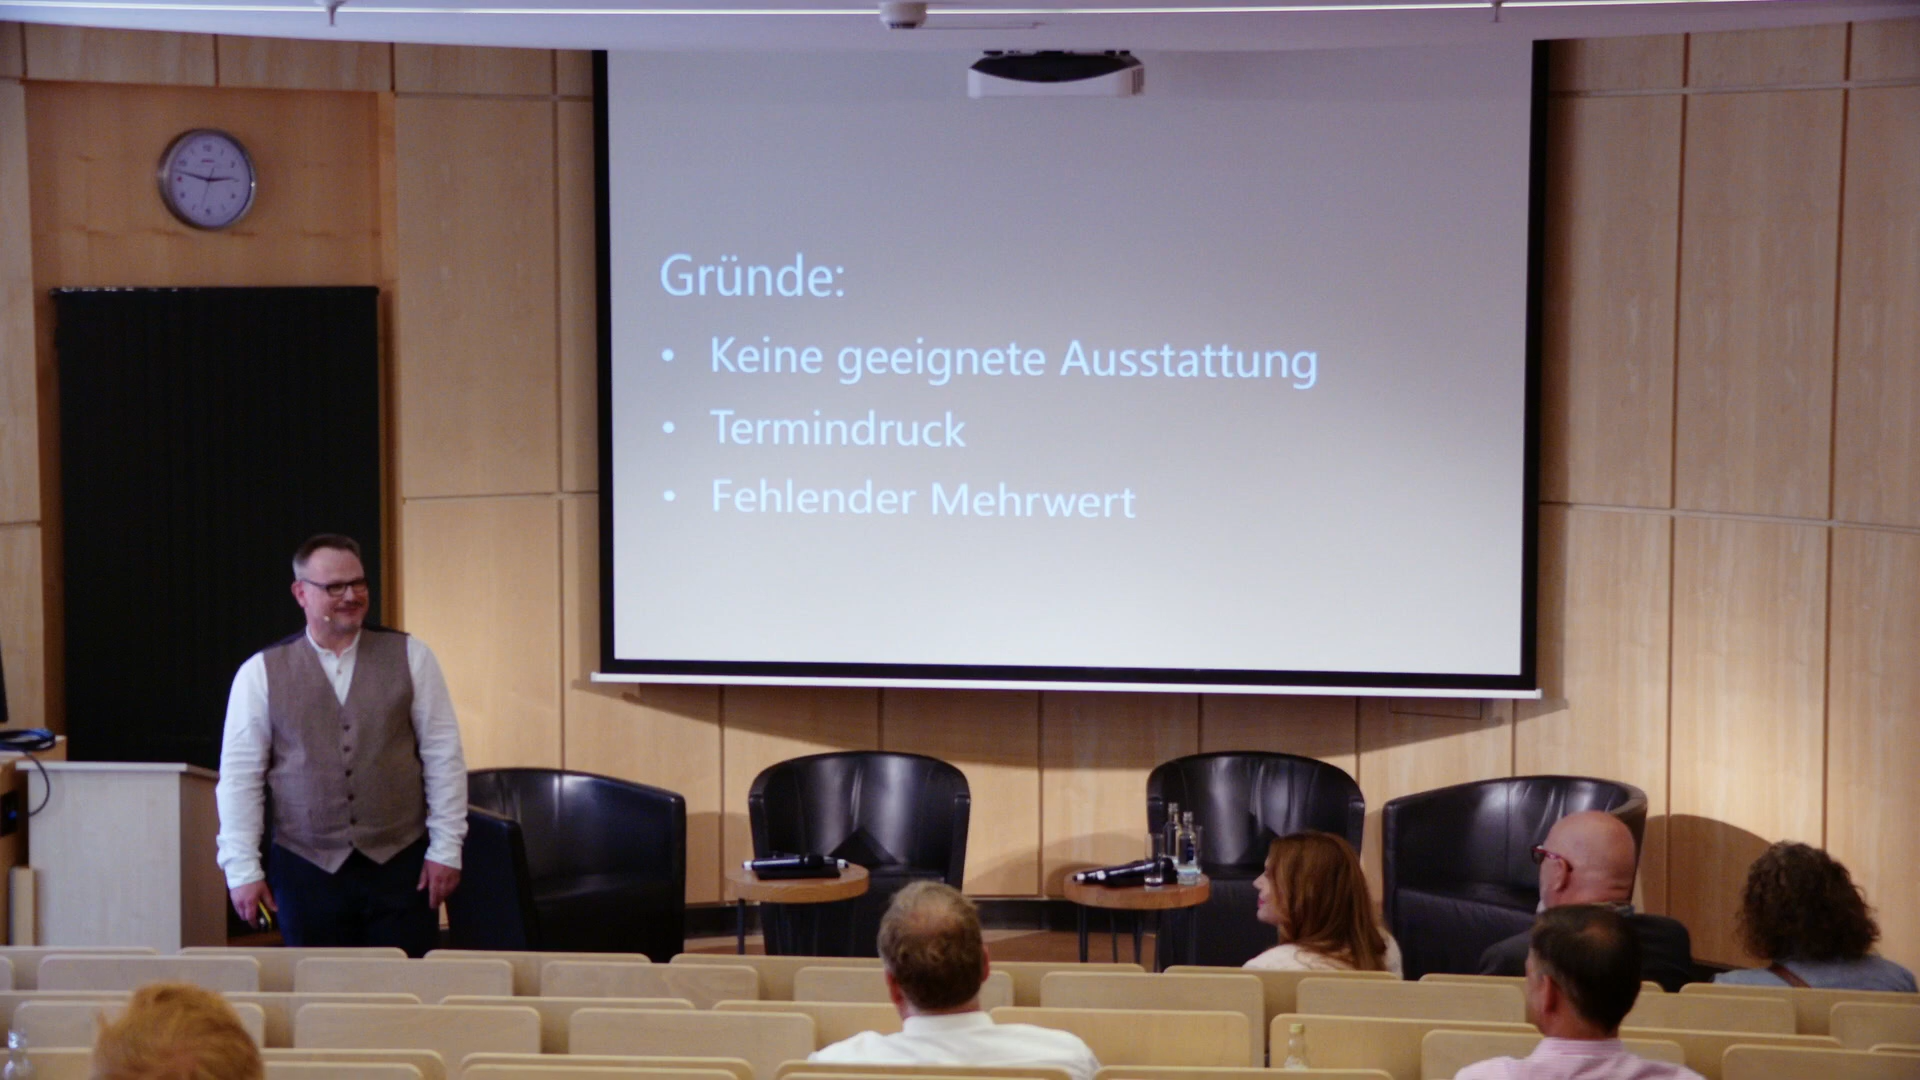 Gründe:
• Keine geeignete Ausstattung
• Termindruck
• Fehlender Mehrwert